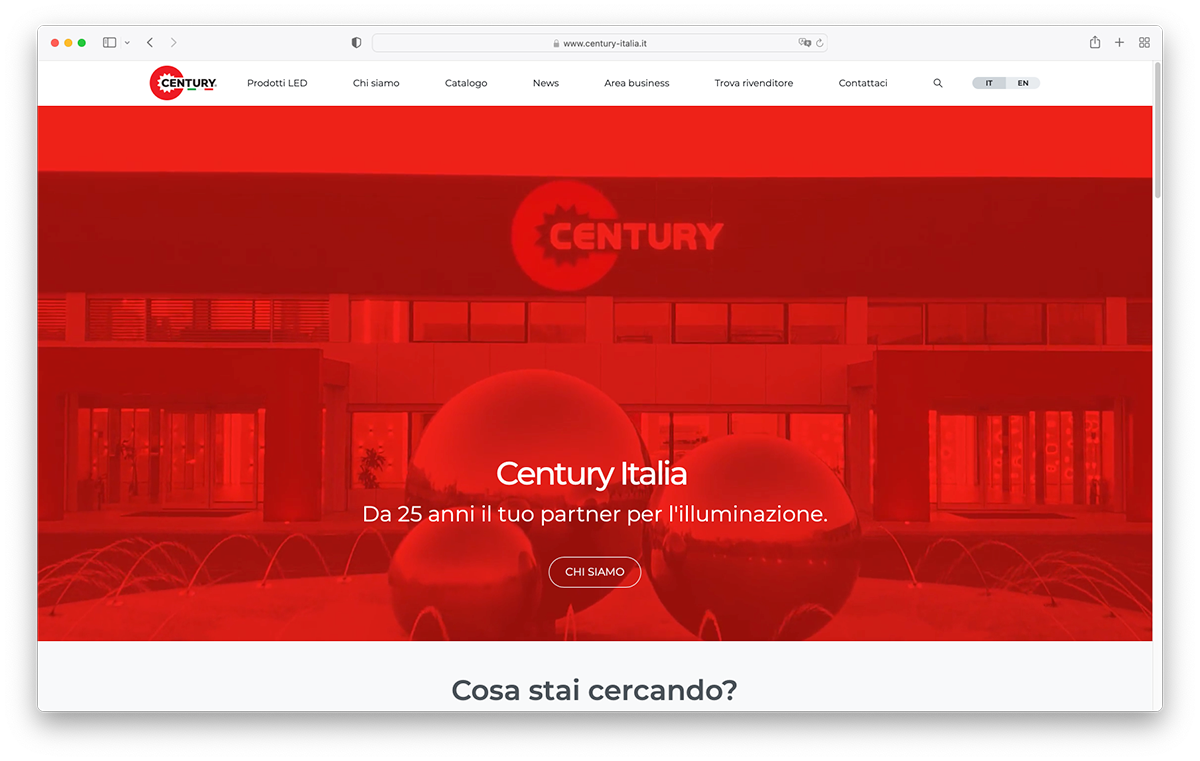 www.century-italia.it
CENTURY
Prodotti LED
Chi siamo
Catalogo
News
Area business
Trova rivenditore
Contattaci
IT
EN
CENTURY
Century Italia
Da 25 anni il tuo partner per l'illuminazione.
CHI SIAMO
Cosa stai cercando?